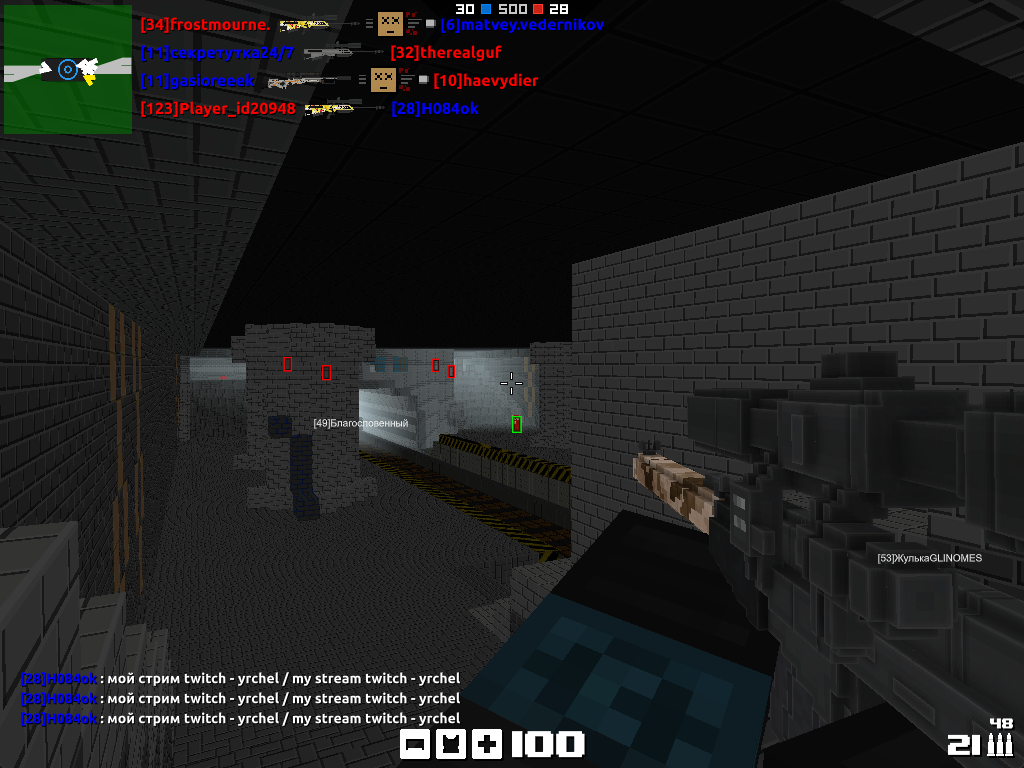 30 500 28
[34]frostmourne. [6]matvey.vedernikov
[11]секретутка24/7 [32]therealguf
[11]gasioreeek [10]haevydier
[123]Player_id20948 [28]H084ok
[49]Благословенный
[53]ЖулькаGLINOMES
[28]H084ok : мой стрим twitch - yrchel / my stream twitch - yrchel
[28]H084ok : мой стрим twitch - yrchel / my stream twitch - yrchel
[28]H084ok : мой стрим twitch - yrchel / my stream twitch - yrchel
48
100 21